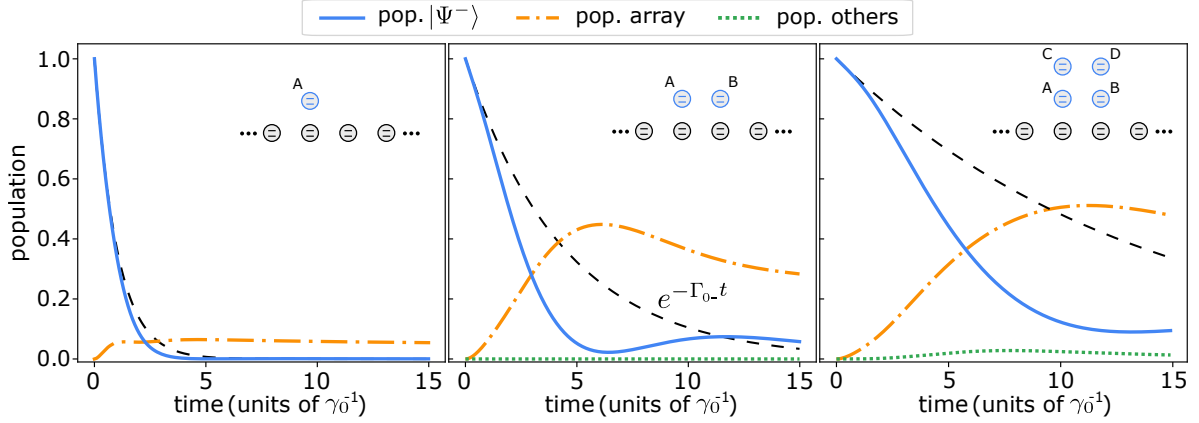 pop. |Ψ⁻⟩ pop. array pop. others
population
1.0
0.8
0.6
0.4
0.2
0.0
A
0 5 10 15
time (units of γ₀⁻¹)
A B
e^{-Γ₀₋t}
0 5 10 15
time (units of γ₀⁻¹)
C D
A B
0 5 10 15
time (units of γ₀⁻¹)